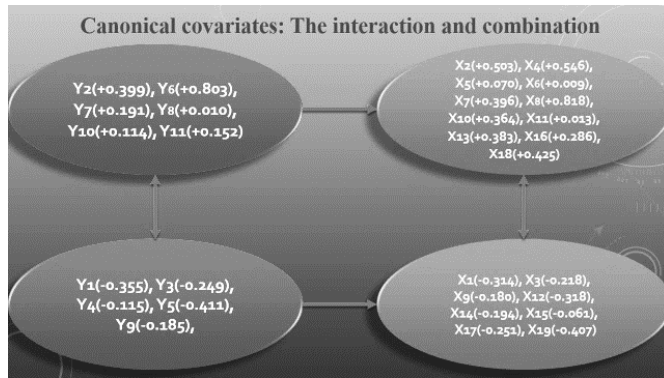 Canonical covariates: The interaction and combination
Y2(+0.399), Y6(+0.803),
Y7(+0.191), Y8(+0.010),
Y10(+0.114), Y11(+0.152)
X2(+0.503), X4(+0.546),
X5(+0.070), X6(+0.009),
X7(+0.396), X8(+0.818),
X10(+0.364), X11(+0.013),
X13(+0.383), X16(+0.286),
X18(+0.425)
Y1(-0.355), Y3(-0.249),
Y4(-0.115), Y5(-0.411),
Y9(-0.185),
X1(-0.314), X3(-0.218),
X9(-0.180), X12(-0.318),
X14(-0.194), X15(-0.061),
X17(-0.251), X19(-0.407)